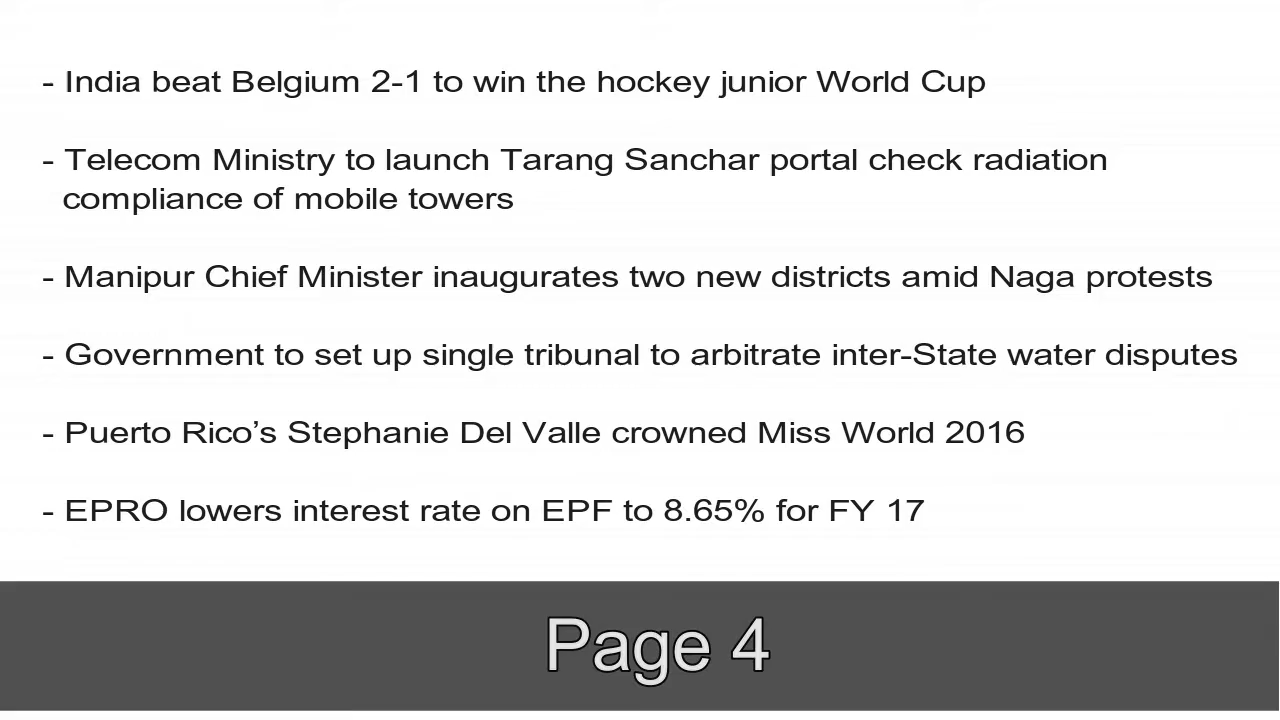 - India beat Belgium 2-1 to win the hockey junior World Cup
- Telecom Ministry to launch Tarang Sanchar portal check radiation
compliance of mobile towers
- Manipur Chief Minister inaugurates two new districts amid Naga protests
- Government to set up single tribunal to arbitrate inter-State water disputes
- Puerto Rico’s Stephanie Del Valle crowned Miss World 2016
- EPRO lowers interest rate on EPF to 8.65% for FY 17
Page 4